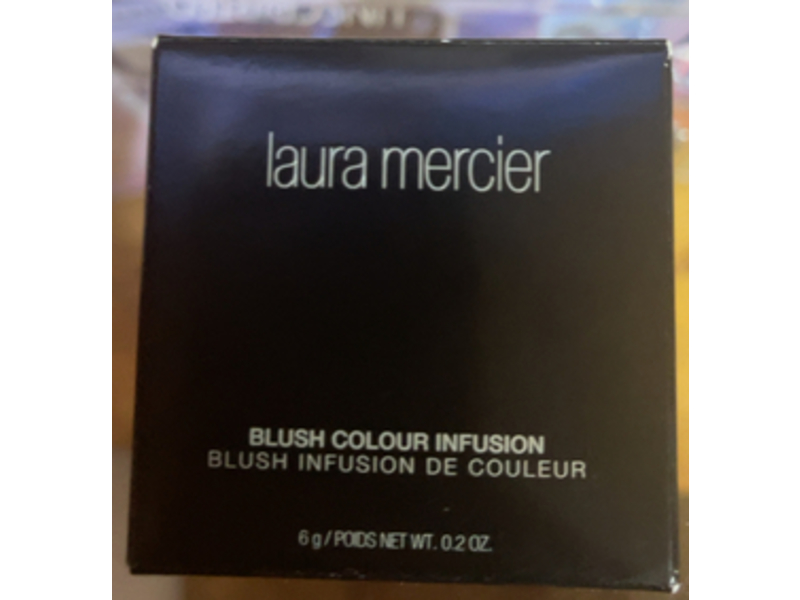 laura mercier
BLUSH COLOUR INFUSION
BLUSH INFUSION DE COULEUR
6 g / POIDS NET WT. 0.2 OZ.